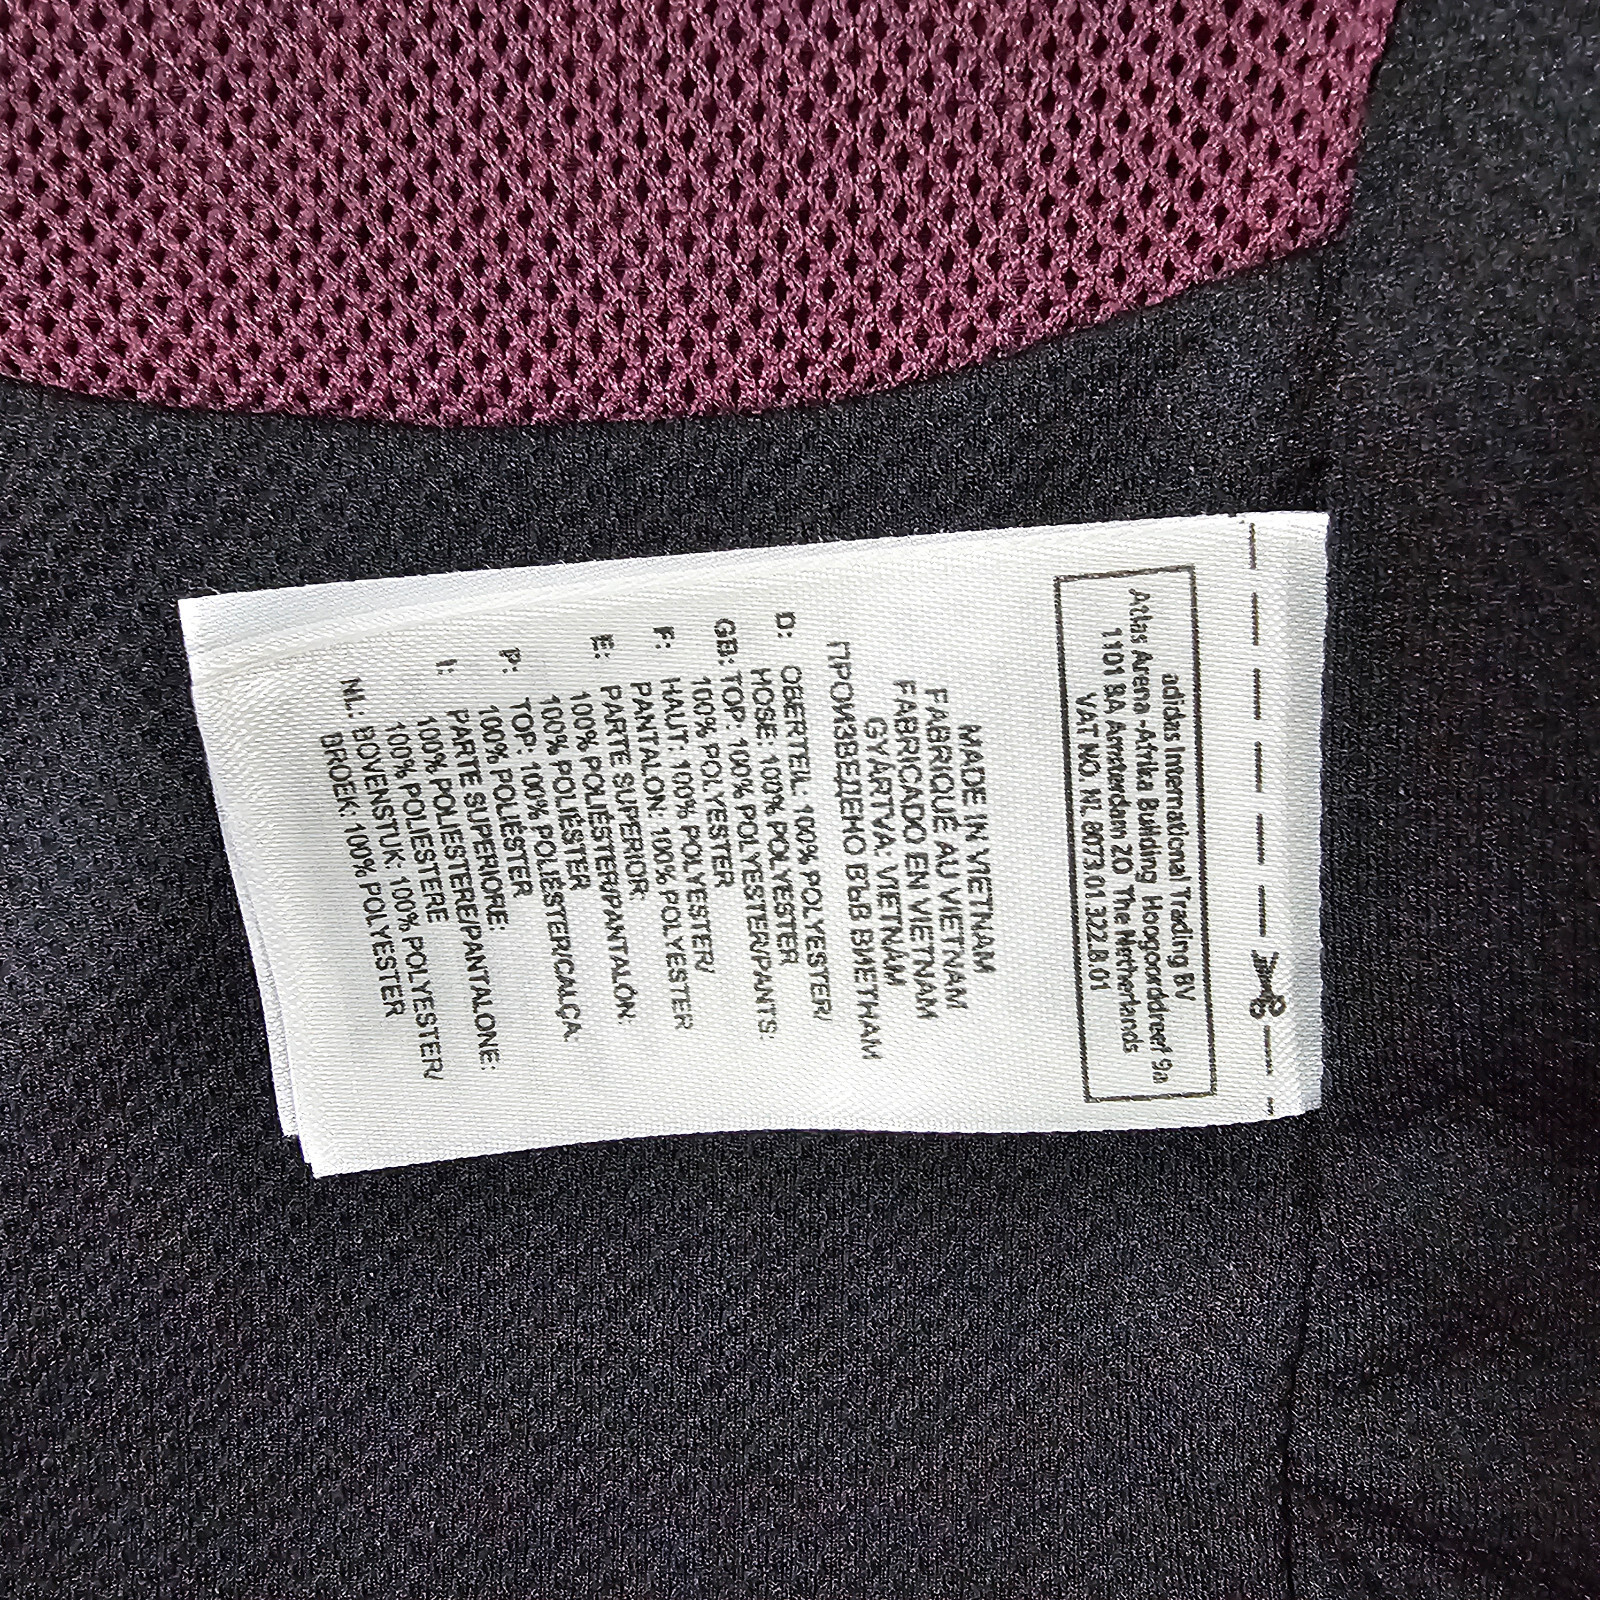 adidas International Trading BV
Atlas Arena -Afrika Building Hoogoorddreef 9a
1101 BA Amsterdam ZO The Netherlands
VAT NO. NL 0073.01.322.B.01
MADE IN VIETNAM
FABRIQUÉ AU VIETNAM
FABRICADO EN VIETNAM
GYÁRTVA: VIETNÁM
ПРОИЗВЕДЕНО ВЪВ ВИЕТНАМ
D: OBERTEIL: 100% POLYESTER/
HOSE: 100% POLYESTER
GB: TOP: 100% POLYESTER/PANTS:
100% POLYESTER
F: HAUT: 100% POLYESTER/
PANTALON: 100% POLYESTER
E: PARTE SUPERIOR:
100% POLIÉSTER/PANTALÓN:
100% POLIÉSTER
P: TOP: 100% POLIÉSTER/CALÇA:
100% POLIÉSTER
I: PARTE SUPERIORE:
100% POLIESTERE/PANTALONE:
100% POLIESTERE
NL: BOVENSTUK: 100% POLYESTER/
BROEK: 100% POLYESTER